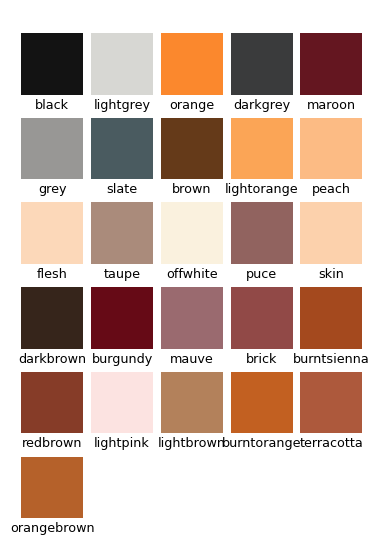 black lightgrey orange darkgrey maroon
grey slate brown lightorange peach
flesh taupe offwhite puce skin
darkbrown burgundy mauve brick burntsienna
redbrown lightpink lightbrown burntorange terracotta
orangebrown